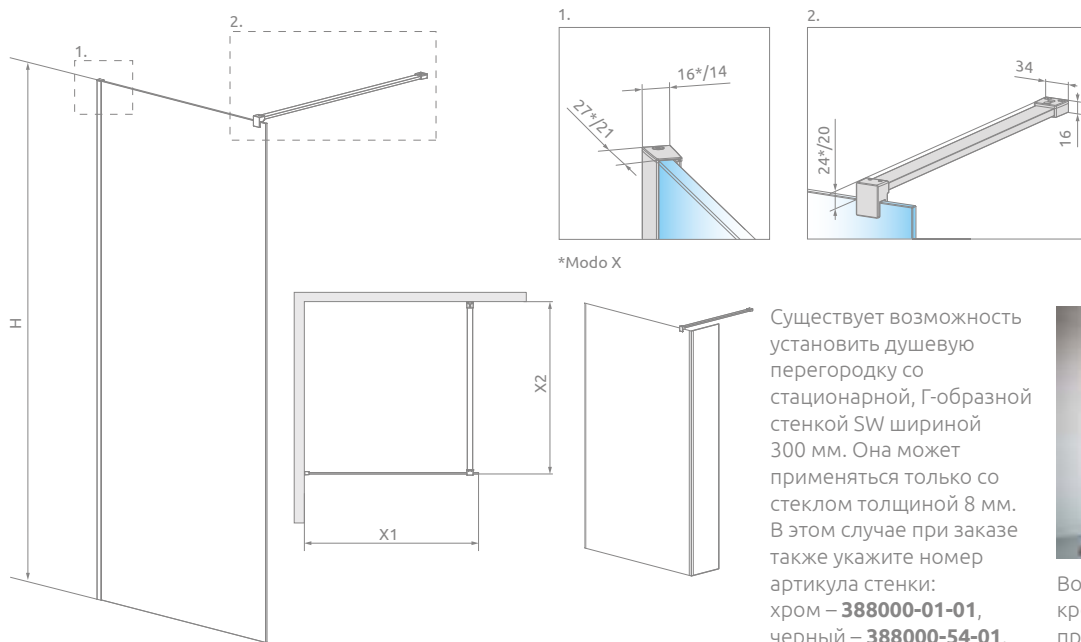 1.
2.
H
X1
X2
1.
16*/14
27*/21
*Modo X
2.
34
16
24*/20
Существует возможность
установить душевую
перегородку со
стационарной, Г-образной
стенкой SW шириной
300 мм. Она может
применяться только со
стеклом толщиной 8 мм.
В этом случае при заказе
также укажите номер
артикула стенки:
хром – 388000-01-01,
черный – 388000-54-01